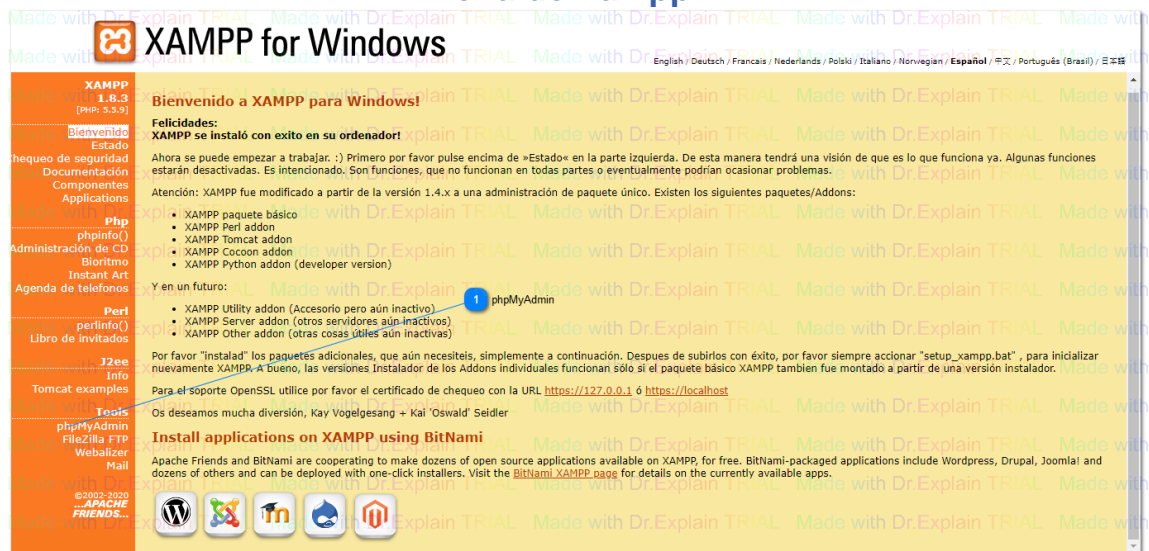 XAMPP for Windows
English / Deutsch / Francais / Nederlands / Polski / Italiano / Norwegian / Español / 中文 / Português (Brasil) / 日本語
XAMPP
1.8.3
[PHP: 5.5.9]
Bienvenido
Estado
Chequeo de seguridad
Documentación
Componentes
Applications
Php
phpinfo()
Administración de CD
Bioritmo
Instant Art
Agenda de telefonos
Perl
perlinfo()
Libro de invitados
J2ee
Info
Tomcat examples
Tools
phpMyAdmin
FileZilla FTP
Webalizer
Mail
©2002-2020
...APACHE
FRIENDS...
Bienvenido a XAMPP para Windows!
Felicidades:
XAMPP se instaló con exito en su ordenador!
Ahora se puede empezar a trabajar. :) Primero por favor pulse encima de »Estado« en la parte izquierda. De esta manera tendrá una visión de que es lo que funciona ya. Algunas funciones
estarán desactivadas. Es intencionado. Son funciones, que no funcionan en todas partes o eventualmente podrían ocasionar problemas.
Atención: XAMPP fue modificado a partir de la versión 1.4.x a una administración de paquete único. Existen los siguientes paquetes/Addons:
• XAMPP paquete básico
• XAMPP Perl addon
• XAMPP Tomcat addon
• XAMPP Cocoon addon
• XAMPP Python addon (developer version)
Y en un futuro:
• XAMPP Utility addon (Accesorio pero aún inactivo)
• XAMPP Server addon (otros servidores aún inactivos)
• XAMPP Other addon (otras cosas útiles aún inactivas)
1 phpMyAdmin
Por favor "instalad" los paquetes adicionales, que aún necesiteis, simplemente a continuación. Despues de subirlos con éxito, por favor siempre accionar "setup_xampp.bat" , para inicializar
nuevamente XAMPP. A bueno, las versiones Instalador de los Addons individuales funcionan sólo si el paquete básico XAMPP tambien fue montado a partir de una versión instalador.
Para el soporte OpenSSL utilice por favor el certificado de chequeo con la URL https://127.0.0.1 ó https://localhost
Os deseamos mucha diversión, Kay Vogelgesang + Kai 'Oswald' Seidler
Install applications on XAMPP using BitNami
Apache Friends and BitNami are cooperating to make dozens of open source applications available on XAMPP, for free. BitNami-packaged applications include Wordpress, Drupal, Joomla! and
dozens of others and can be deployed with one-click installers. Visit the BitNami XAMPP page for details on the currently available apps.
Made with Dr.Explain TRIAL